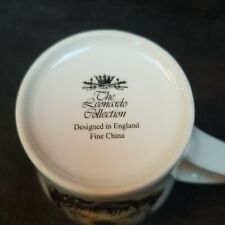 The
Leonardo
Collection
Designed in England
Fine China